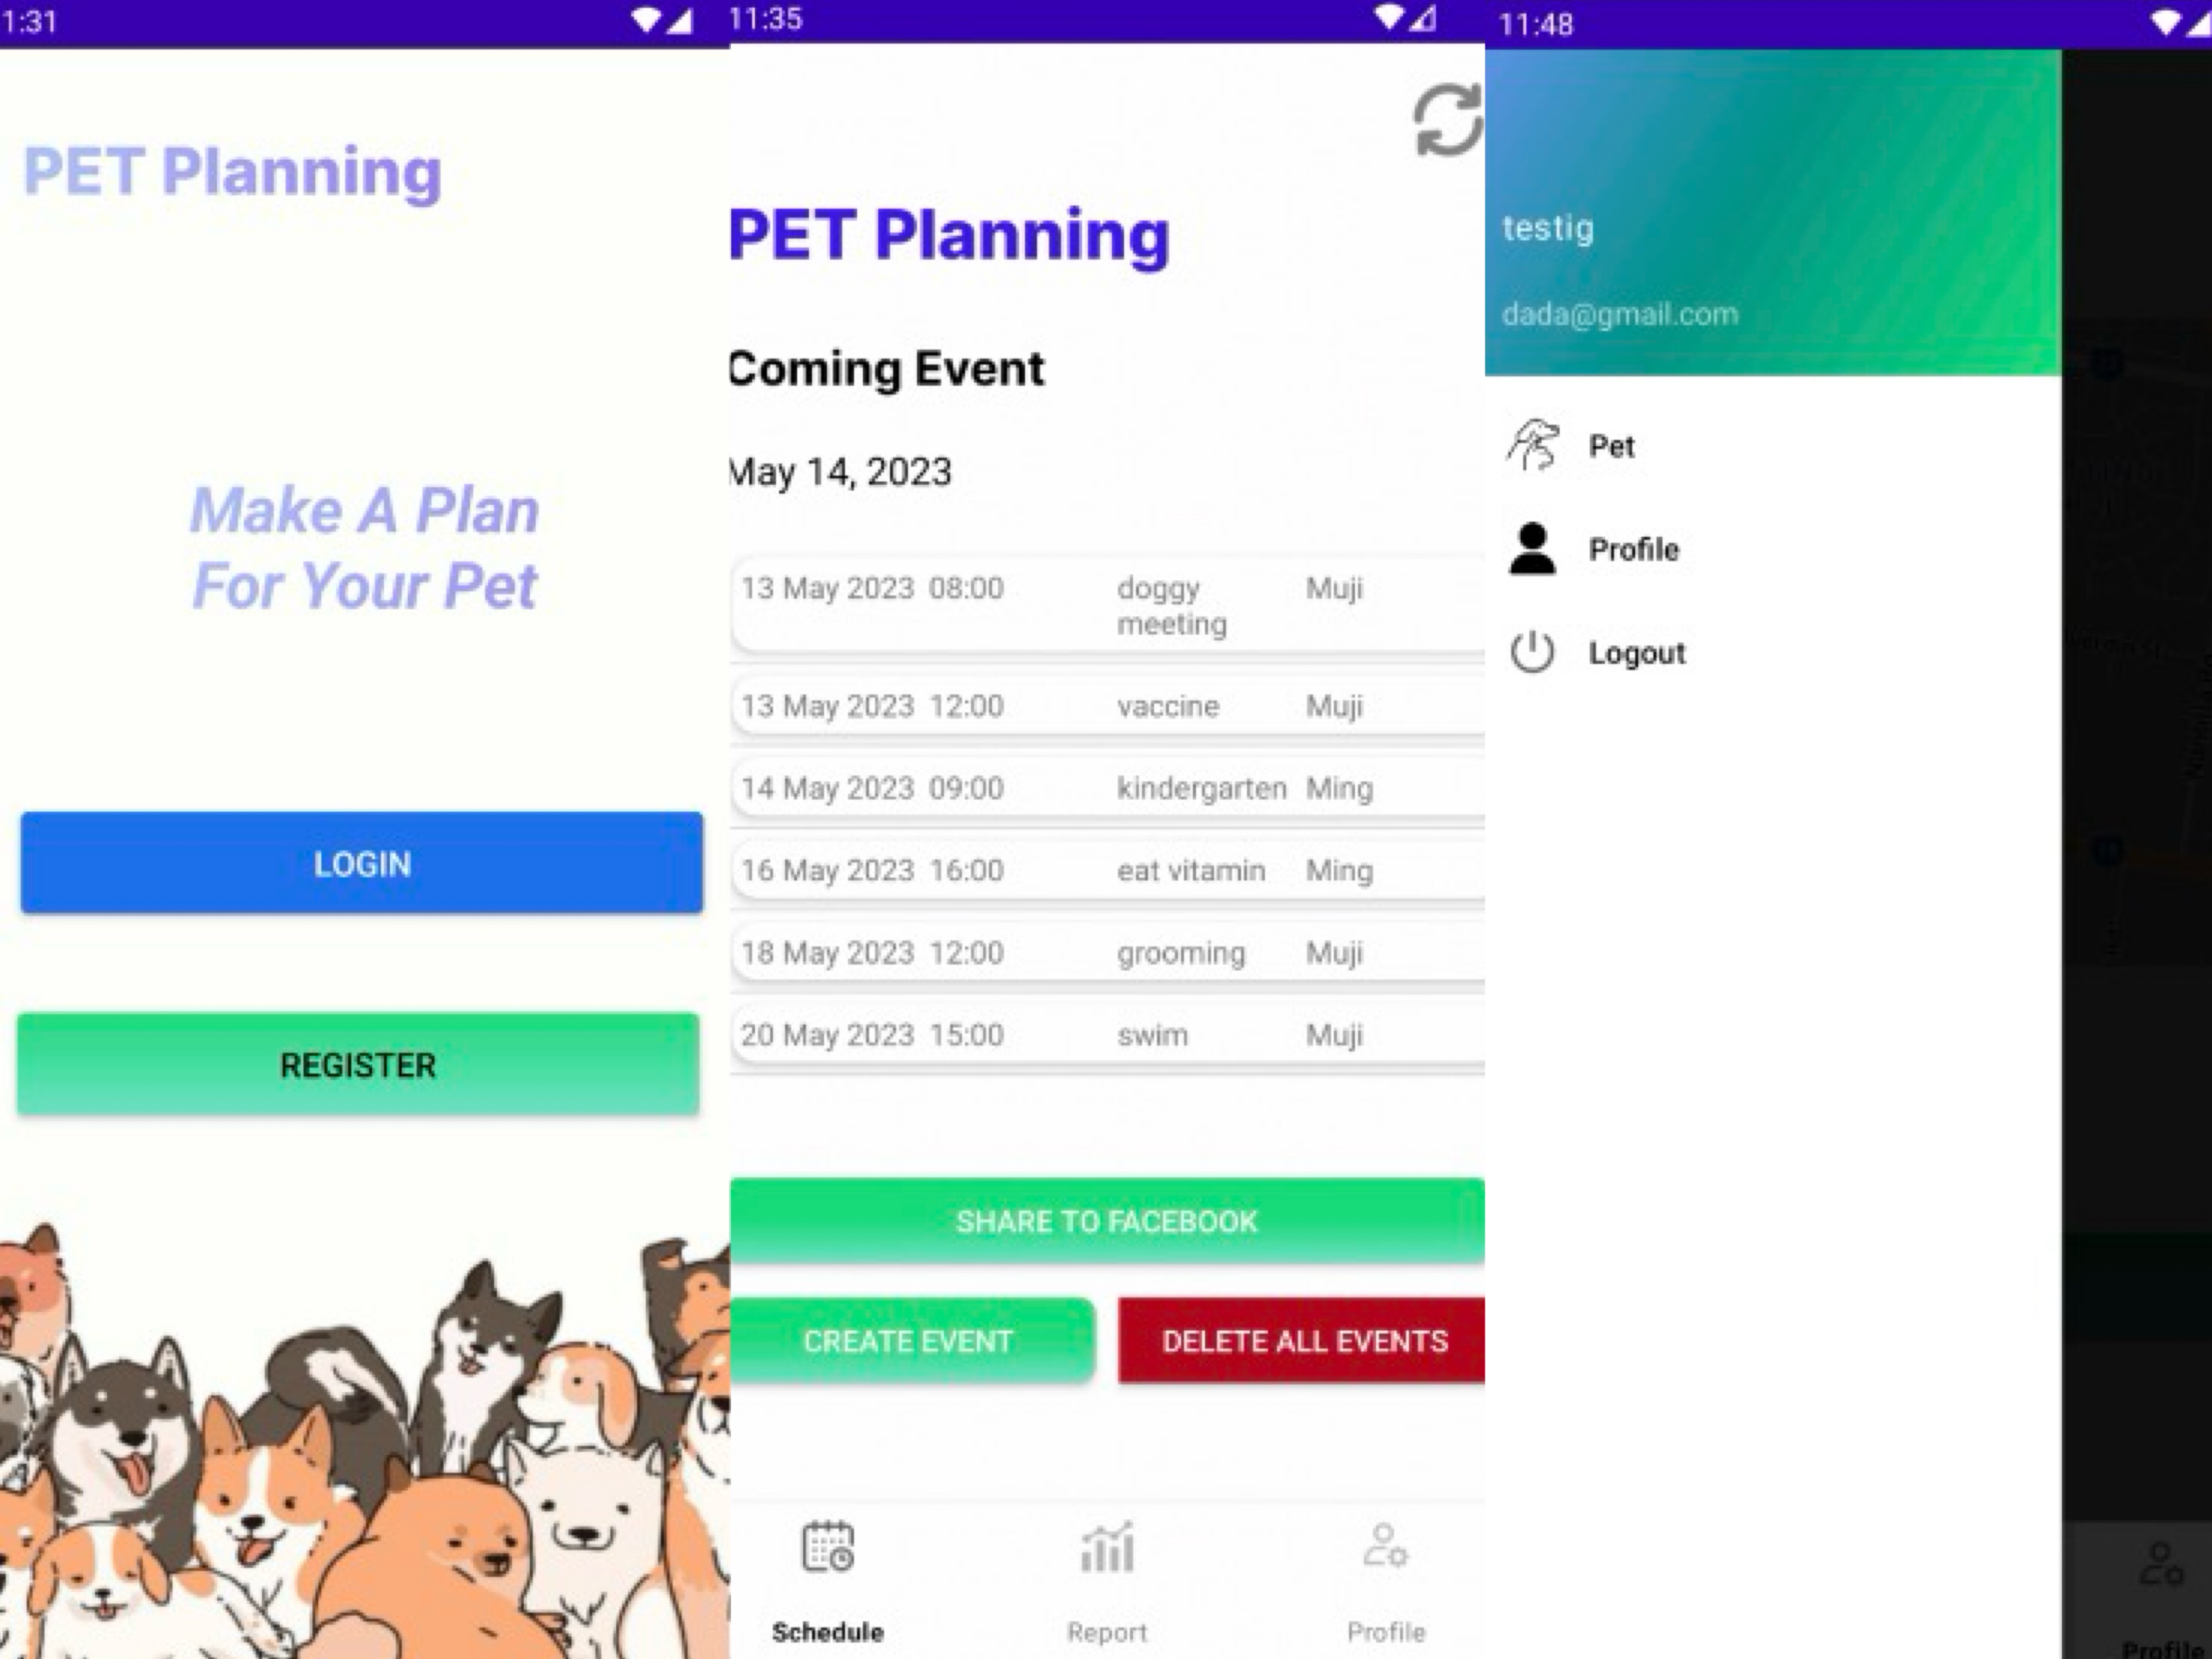 1:31
PET Planning
Make A Plan
For Your Pet
LOGIN
REGISTER
11:35
PET Planning
Coming Event
May 14, 2023
13 May 2023 08:00 doggy meeting Muji
13 May 2023 12:00 vaccine Muji
14 May 2023 09:00 kindergarten Ming
16 May 2023 16:00 eat vitamin Ming
18 May 2023 12:00 grooming Muji
20 May 2023 15:00 swim Muji
SHARE TO FACEBOOK
CREATE EVENT DELETE ALL EVENTS
Schedule Report Profile
11:48
testig
dada@gmail.com
Pet
Profile
Logout
Profile